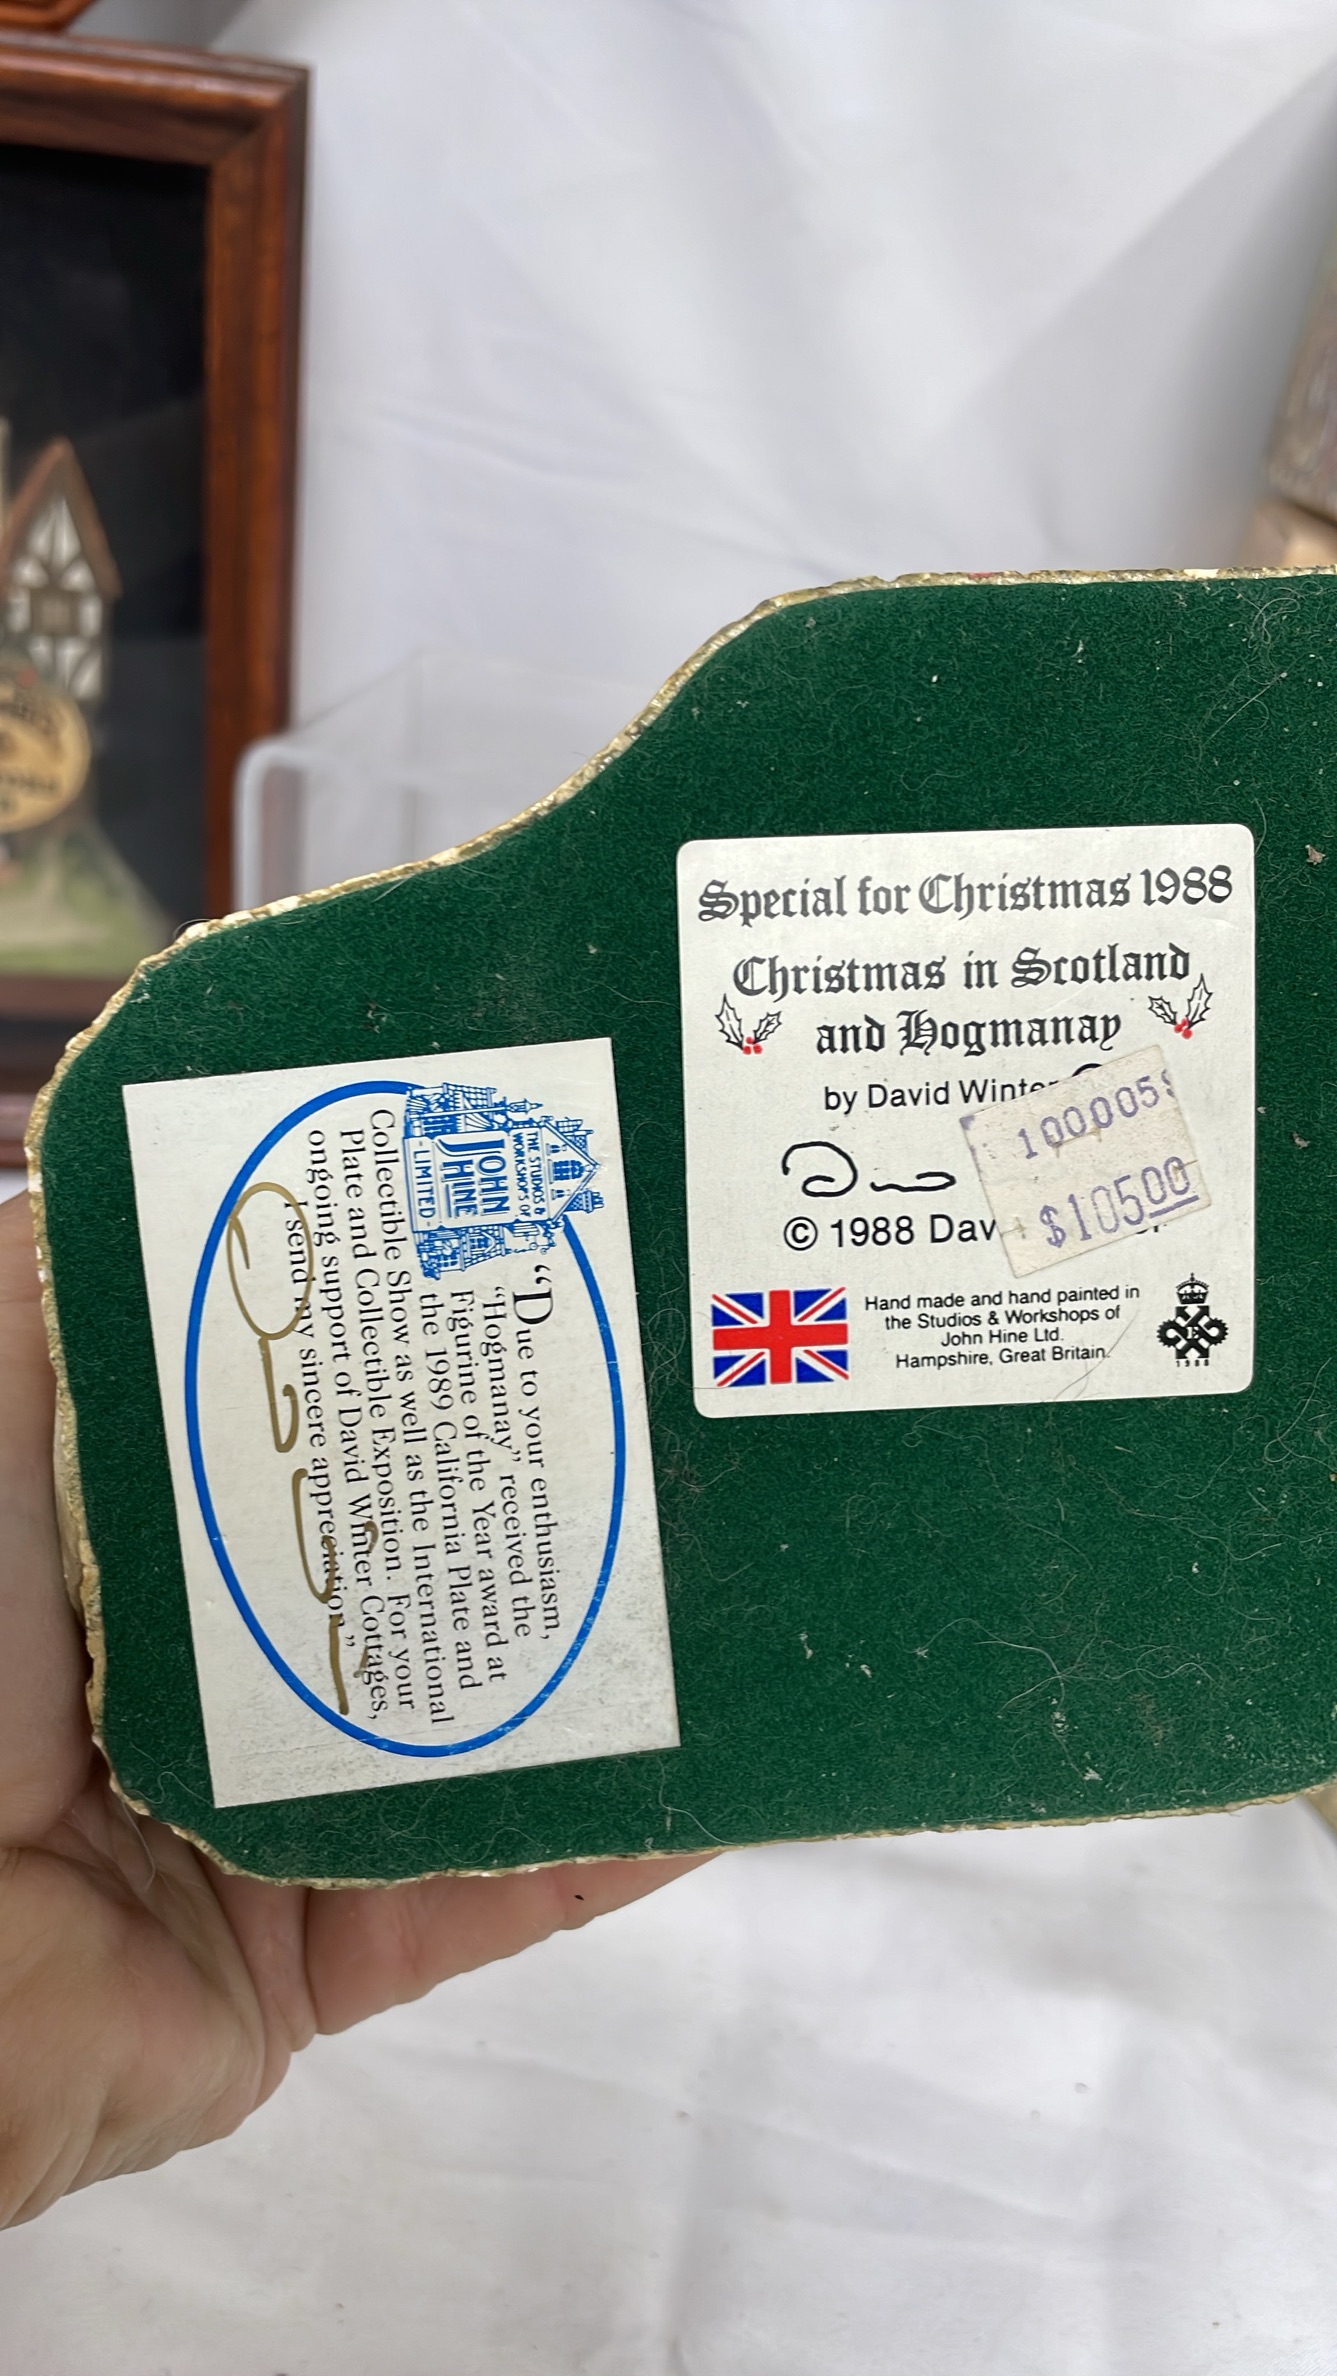 Special for Christmas 1988
Christmas in Scotland
and Hogmanay
by David
© 1988
1000059
$105.00
Hand made and hand painted in
the Studios & Workshops of
John Hine Ltd.
Hampshire, Great Britain.
1988
THE STUDIOS &
WORKSHOPS OF
JOHN
HINE
-LIMITED-
“Due to your enthusiasm,
“Hogmanay” received the
Figurine of the Year award at
the 1989 California Plate and
Collectible Show as well as the International
Plate and Collectible Exposition. For your
ongoing support of David Winter Cottages,
I send my sincere appreciation.”